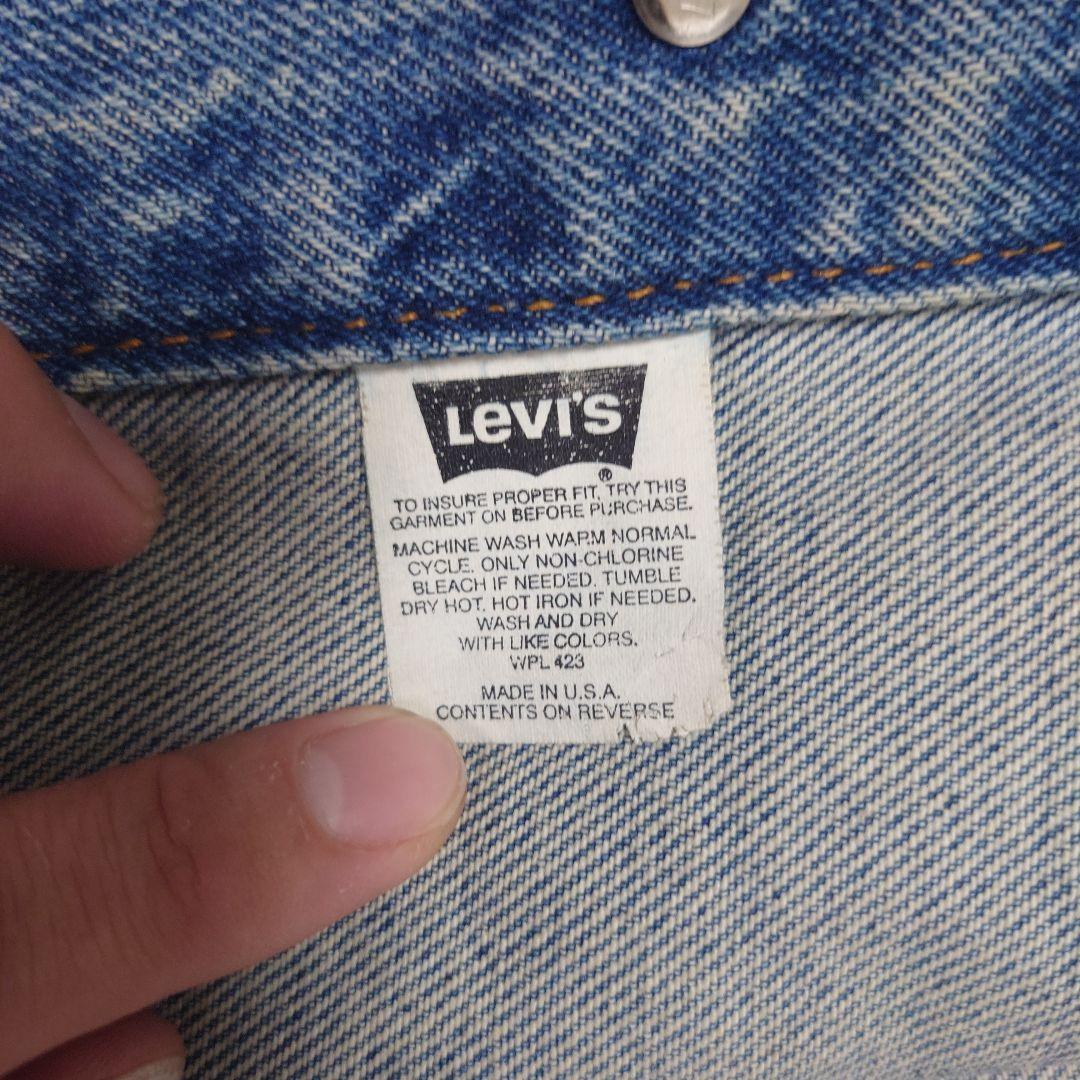 LEVI'S
®
TO INSURE PROPER FIT, TRY THIS
GARMENT ON BEFORE PURCHASE.
MACHINE WASH WARM NORMAL
CYCLE. ONLY NON-CHLORINE
BLEACH IF NEEDED. TUMBLE
DRY HOT. HOT IRON IF NEEDED.
WASH AND DRY
WITH LIKE COLORS.
WPL 423
MADE IN U.S.A.
CONTENTS ON REVERSE